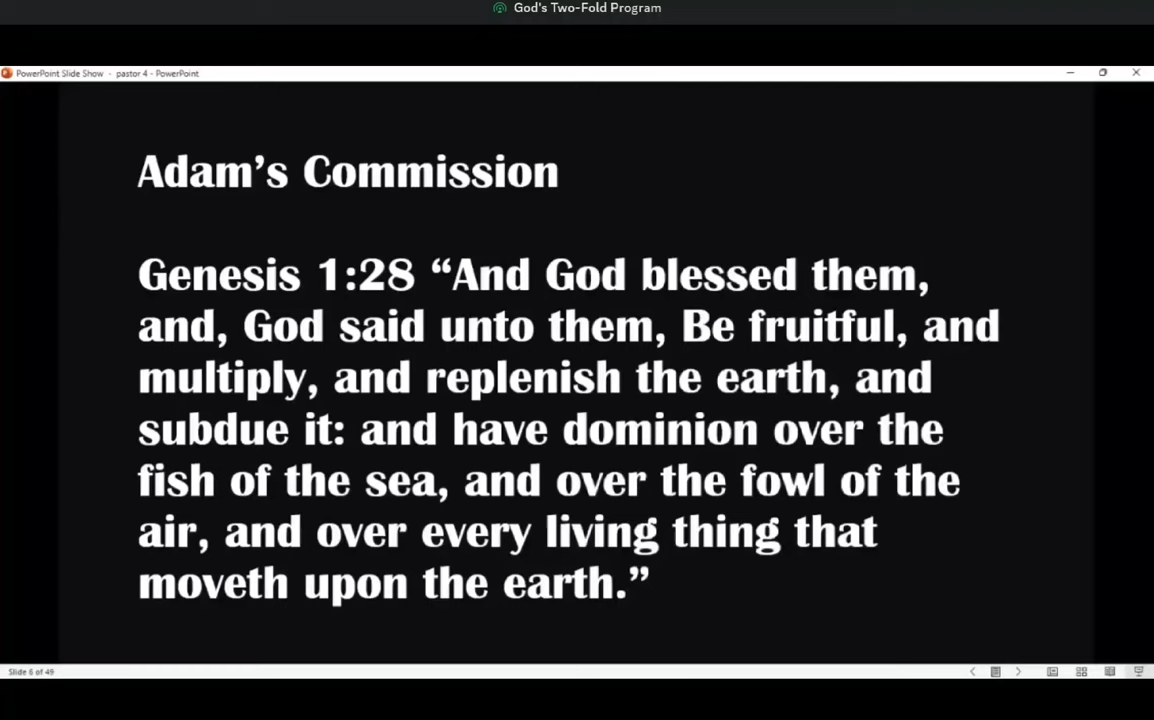 God's Two-Fold Program
PowerPoint Slide Show - pastor 4 - PowerPoint
Adam’s Commission
Genesis 1:28 “And God blessed them,
and, God said unto them, Be fruitful, and
multiply, and replenish the earth, and
subdue it: and have dominion over the
fish of the sea, and over the fowl of the
air, and over every living thing that
moveth upon the earth.”
Slide 6 of 49